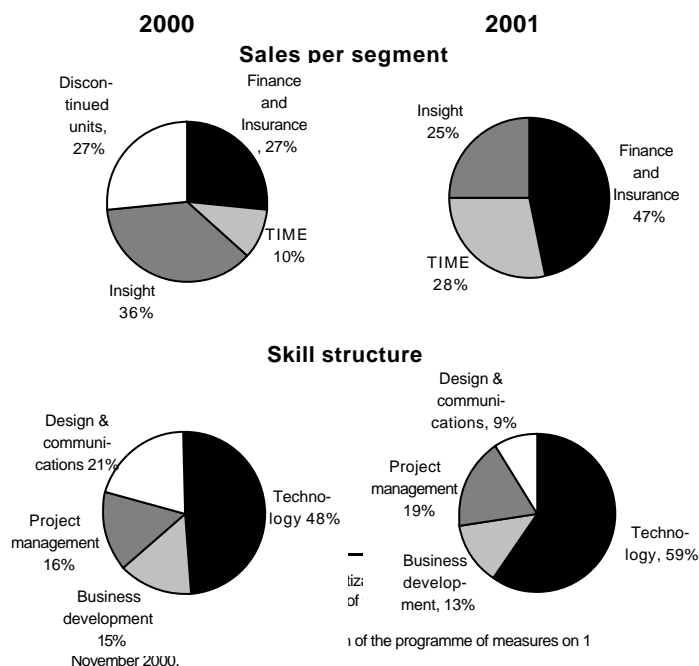 2000
2001
Sales per segment
Discon-
tinued
units,
27%
Finance
and
Insurance
, 27%
TIME
10%
Insight
36%
Insight
25%
Finance
and
Insurance
47%
TIME
28%
Skill structure
Design &
communi-
cations 21%
Techno-
logy 48%
Project
management
16%
Business
development
15%
Design &
communi-
cations, 9%
Project
management
19%
Techno-
logy, 59%
Business
develop-
ment, 13%
of
of the programme of measures on 1
November 2000.